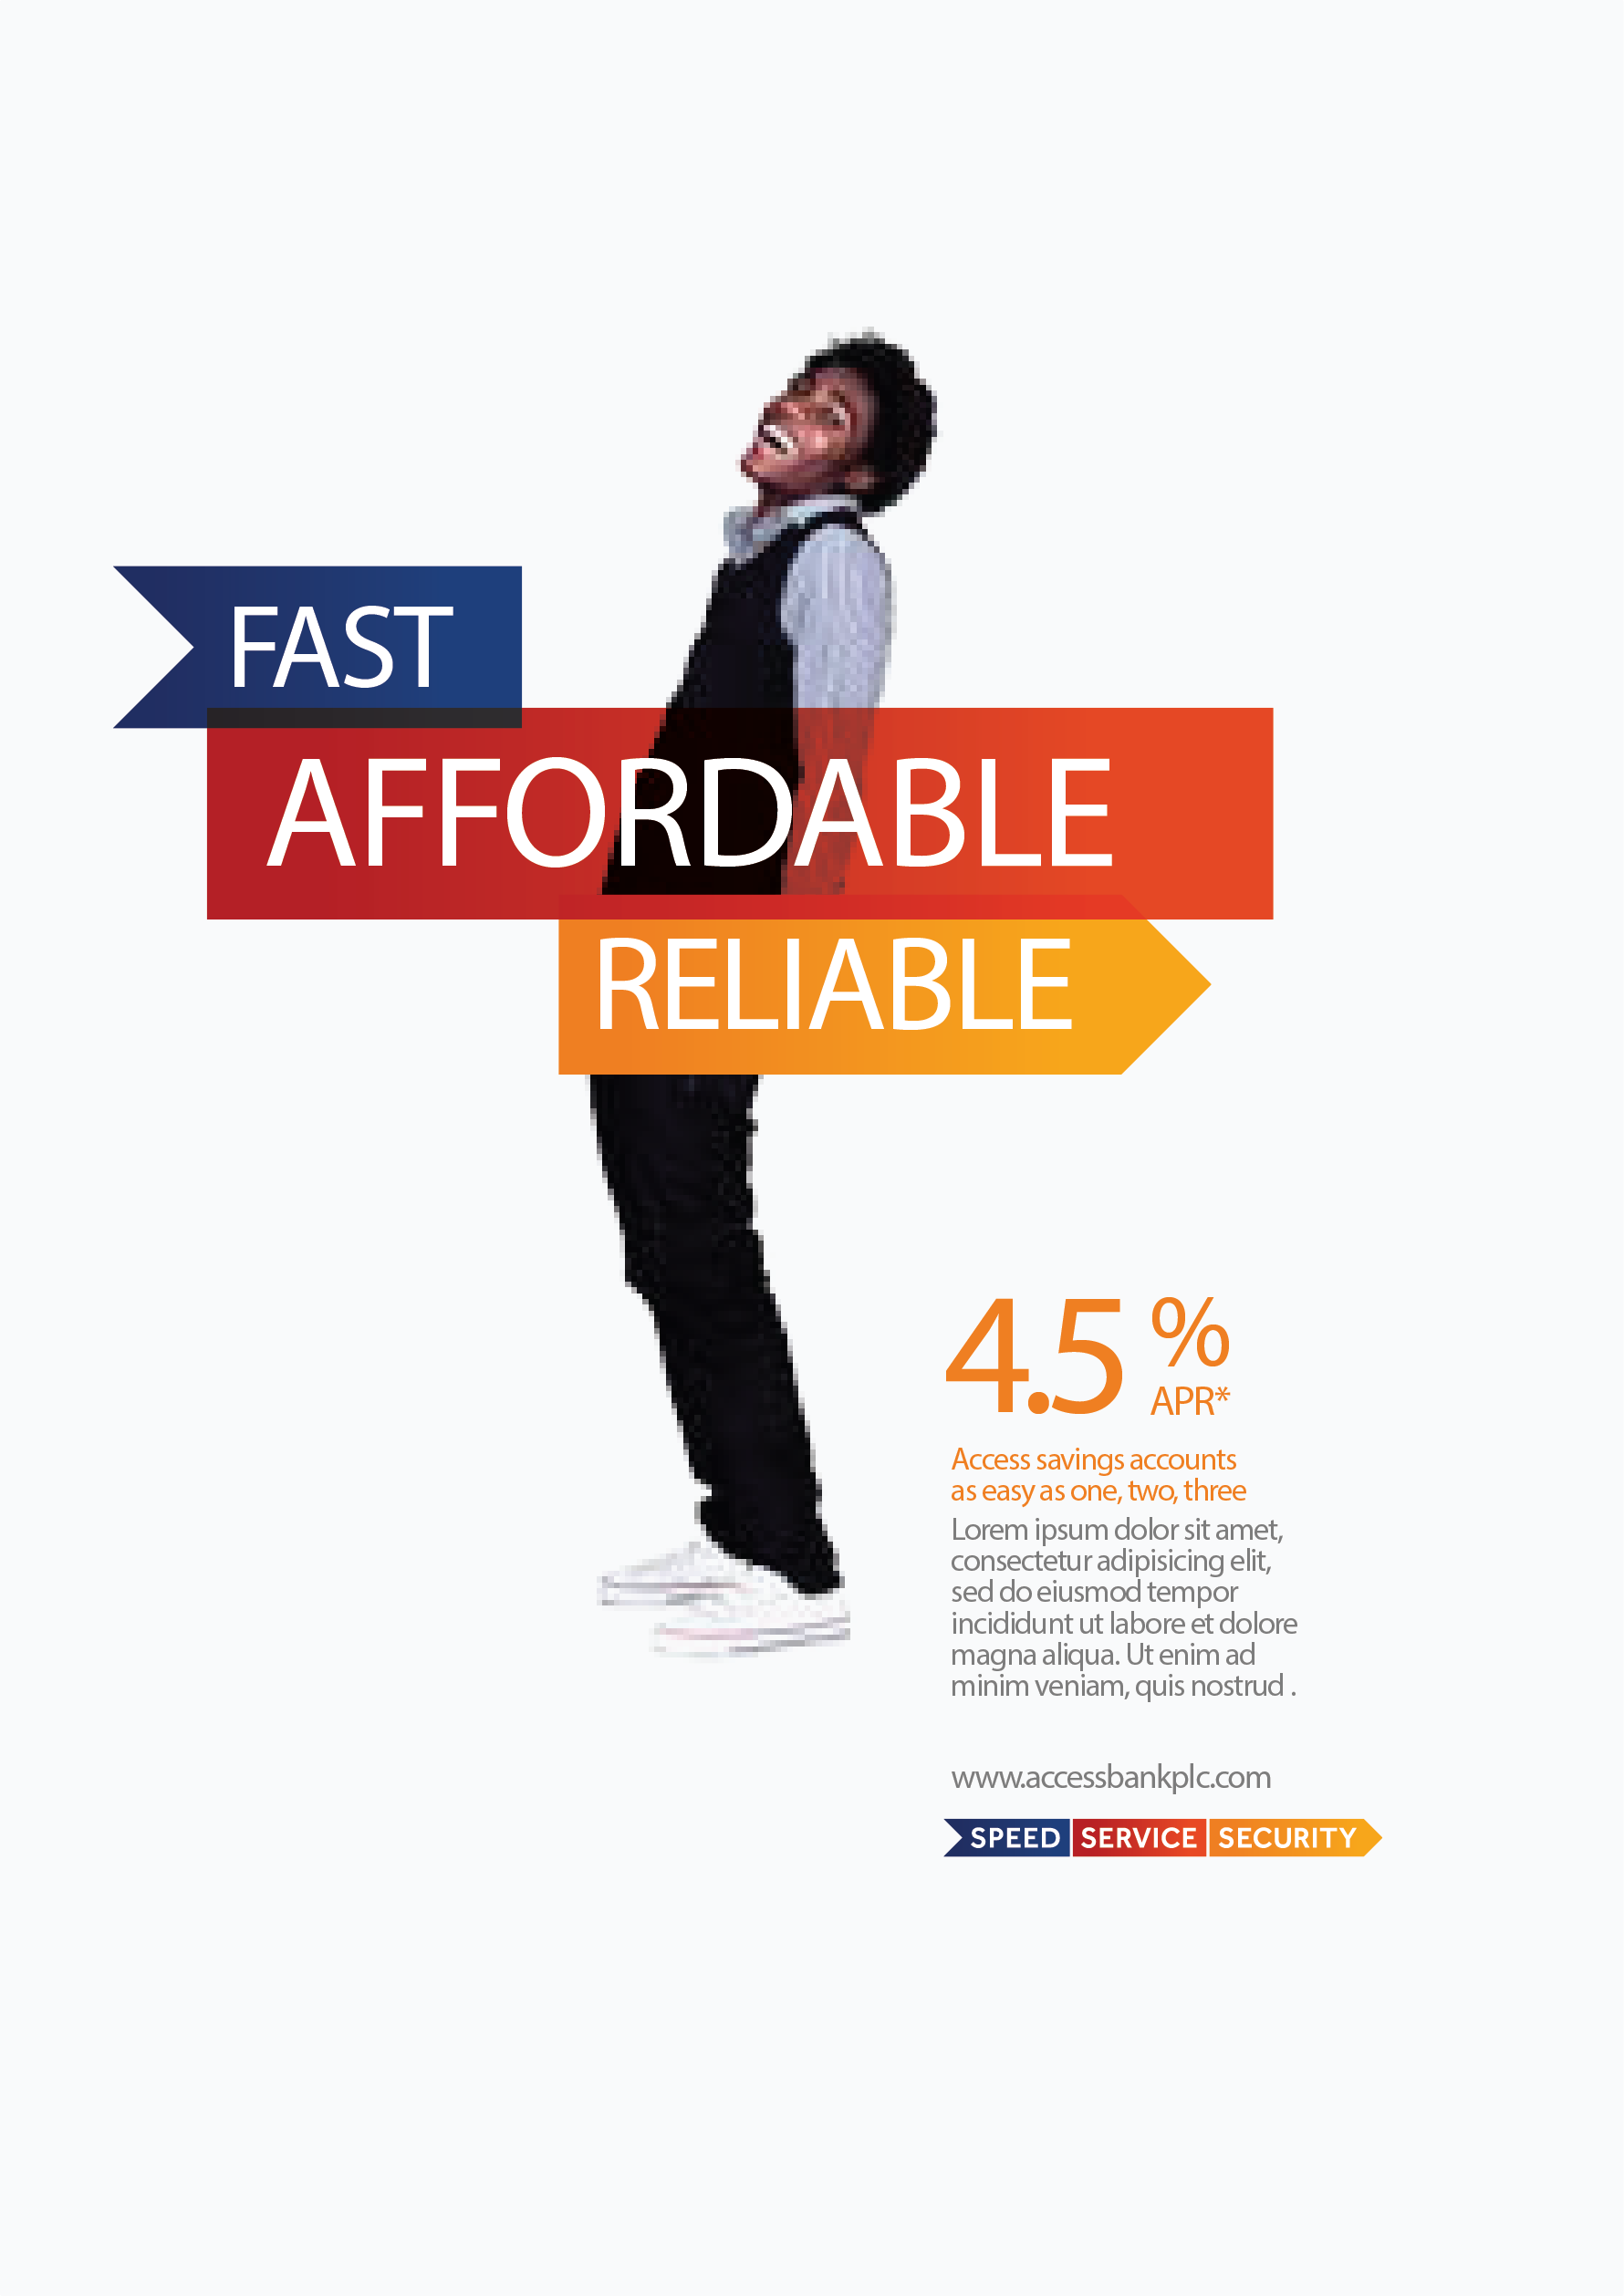 FAST
AFFORDABLE
RELIABLE
4.5 %
APR*
Access savings accounts
as easy as one, two, three
Lorem ipsum dolor sit amet,
consectetur adipisicing elit,
sed do eiusmod tempor
incididunt ut labore et dolore
magna aliqua. Ut enim ad
minim veniam, quis nostrud .
www.accessbankplc.com
SPEED SERVICE SECURITY